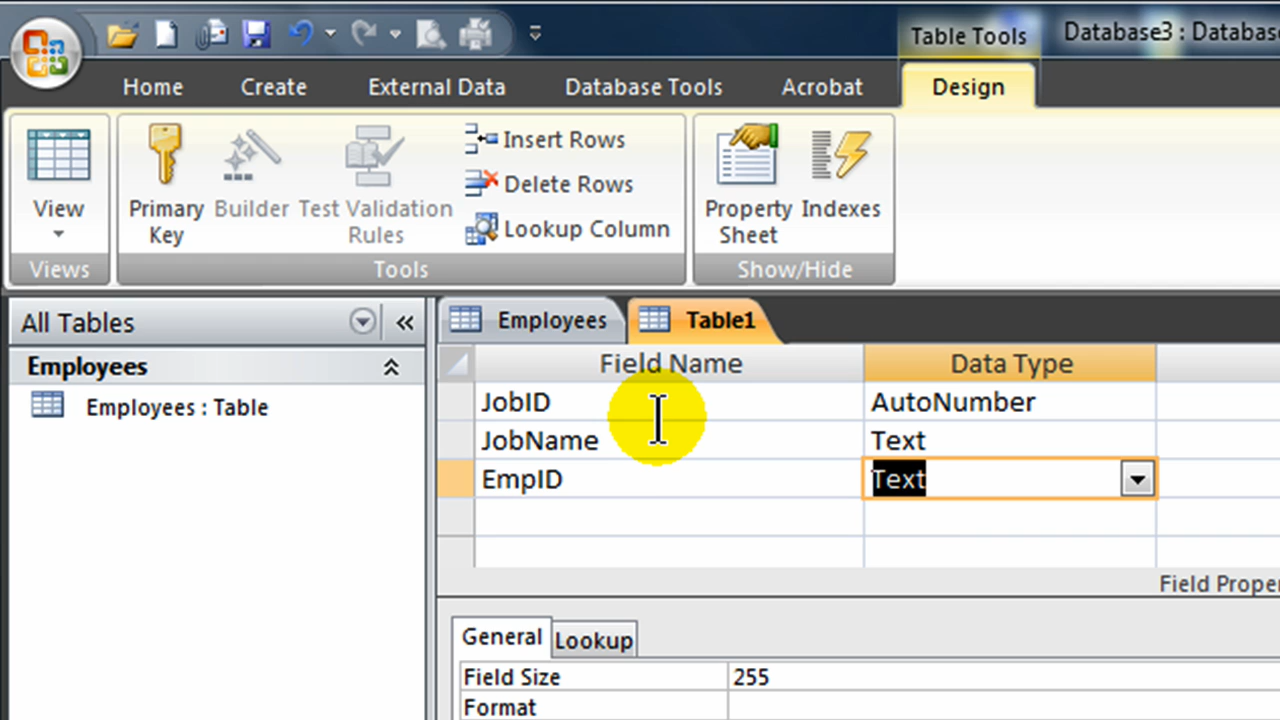 Table Tools
Database3 : Databas
Home
Create
External Data
Database Tools
Acrobat
Design
View
Primary
Key
Builder
Test Validation
Rules
Insert Rows
Delete Rows
Lookup Column
Property
Sheet
Indexes
Views
Tools
Show/Hide
All Tables
Employees
Table1
Employees
Employees : Table
Field Name
Data Type
JobID
AutoNumber
JobName
Text
EmpID
Text
Field Proper
General
Lookup
Field Size
255
Format